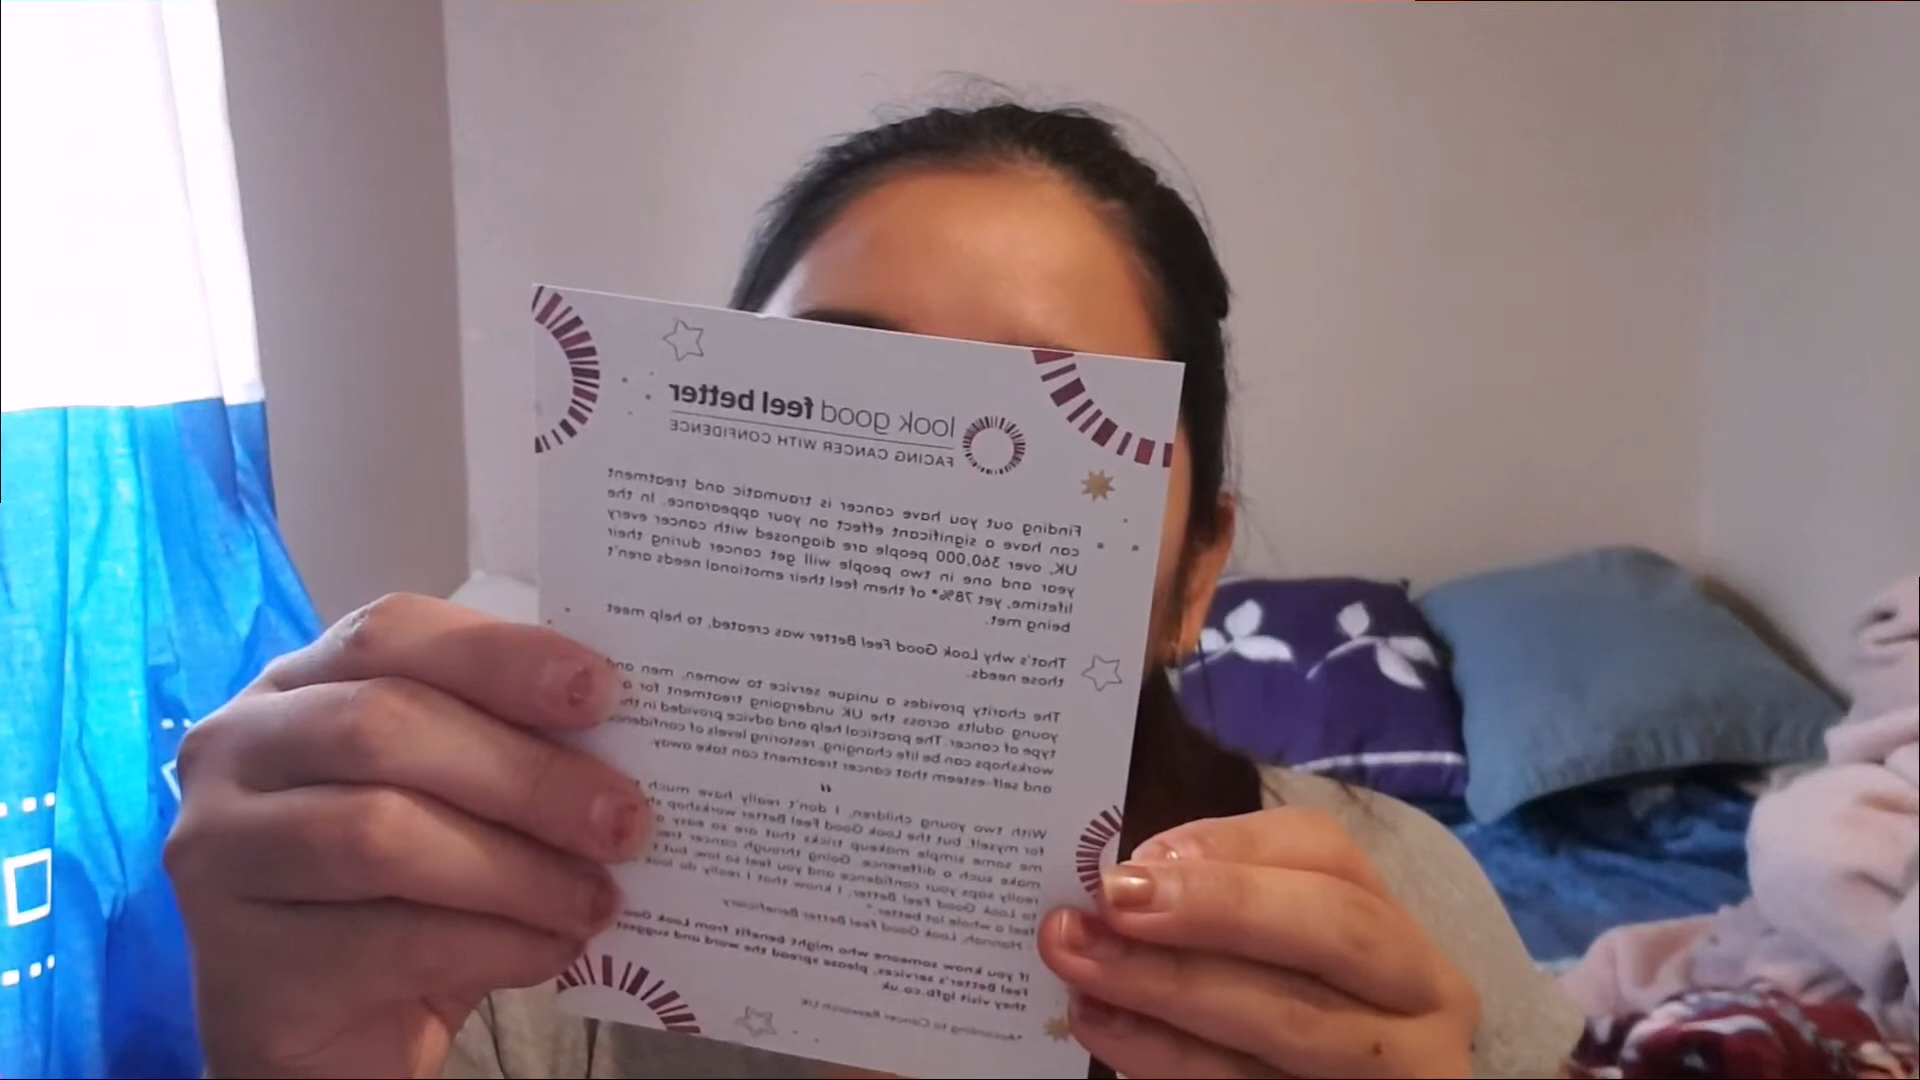 look good feel better
FACING CANCER WITH CONFIDENCE
Finding out you have cancer is traumatic and treatment
can have a significant effect on your appearance. In the
UK, over 360,000 people are diagnosed with cancer every
year and one in two people will get cancer during their
lifetime, yet 78%* of them feel their emotional needs aren't
being met.
That's why Look Good Feel Better was created, to help meet
those needs.
The charity provides a unique service to women, men and
young adults across the UK undergoing treatment for
type of cancer. The practical help and advice provided in
workshops can be life changing, restoring levels of confidence
and self-esteem that cancer treatment can take away.
"
With two young children, I don't really have much
for myself, but the Look Good Feel Better workshop
me some simple makeup tricks that are so easy
make such a difference. Going through cancer
really saps your confidence and you feel so low, but
to Look Good Feel Better, I know that I really do look
feel a whole lot better."
- Hannah, Look Good Feel Better Beneficiary
If you know someone who might benefit from Look
Feel Better's services, please spread the word and suggest
they visit lgfb.co.uk
*According to Cancer Research UK